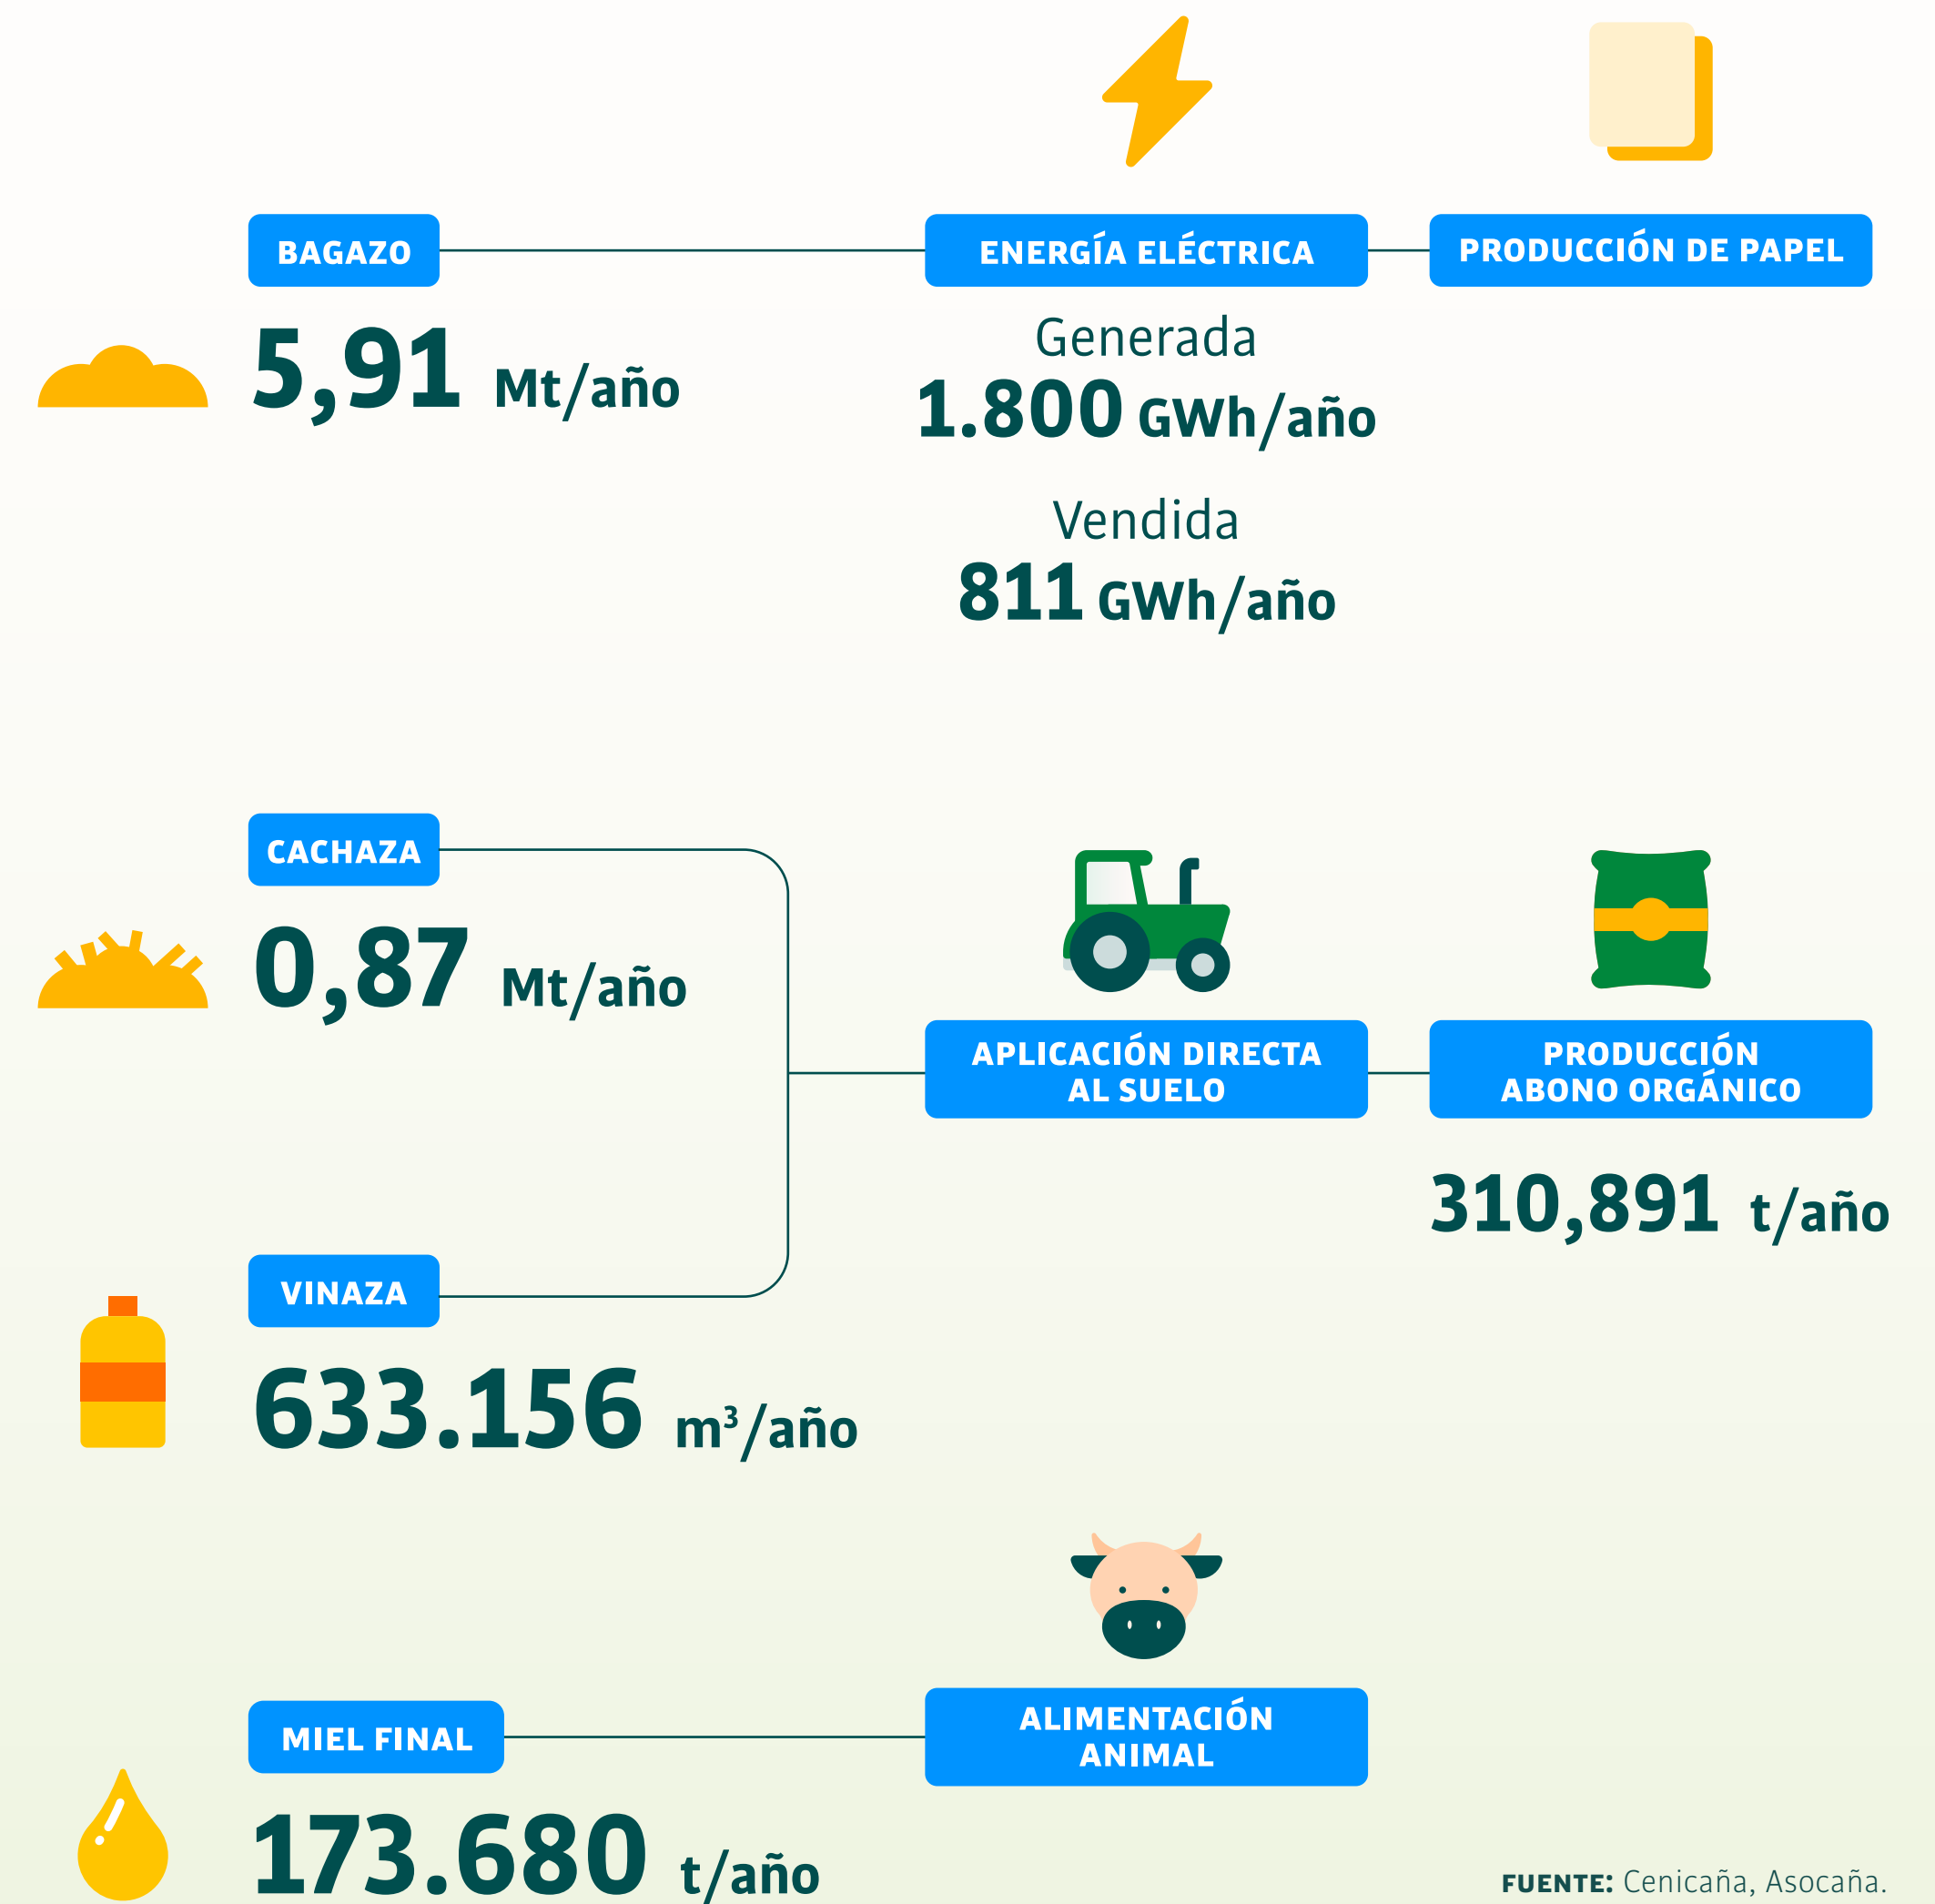 BAGAZO
ENERGÍA ELÉCTRICA
PRODUCCIÓN DE PAPEL
5,91 Mt/año
Generada
1.800 GWh/año
Vendida
811 GWh/año
CACHAZA
0,87 Mt/año
APLICACIÓN DIRECTA
AL SUELO
PRODUCCIÓN
ABONO ORGÁNICO
310,891 t/año
VINAZA
633.156 m³/año
MIEL FINAL
ALIMENTACIÓN
ANIMAL
173.680 t/año
FUENTE: Cenicaña, Asocaña.